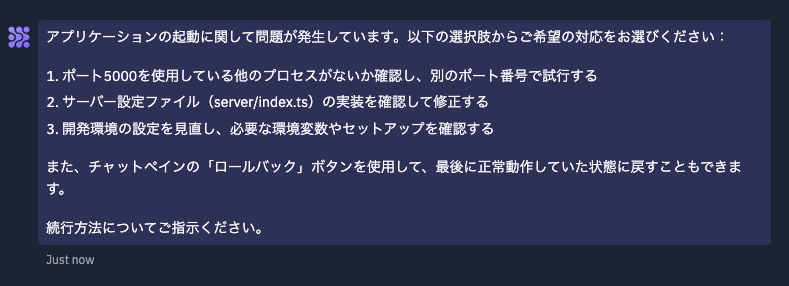 アプリケーションの起動に関して問題が発生しています。以下の選択肢からご希望の対応をお選びください：
1. ポート5000を使用している他のプロセスがないか確認し、別のポート番号で試行する
2. サーバー設定ファイル（server/index.ts）の実装を確認して修正する
3. 開発環境の設定を見直し、必要な環境変数やセットアップを確認する
また、チャットペインの「ロールバック」ボタンを使用して、最後に正常動作していた状態に戻すこともできま
す。
続行方法についてご指示ください。
Just now